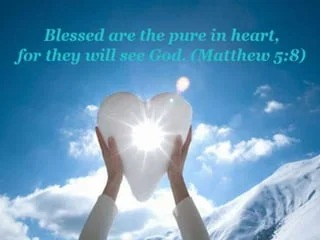 Blessed are the pure in heart,
for they will see God. (Matthew 5:8)